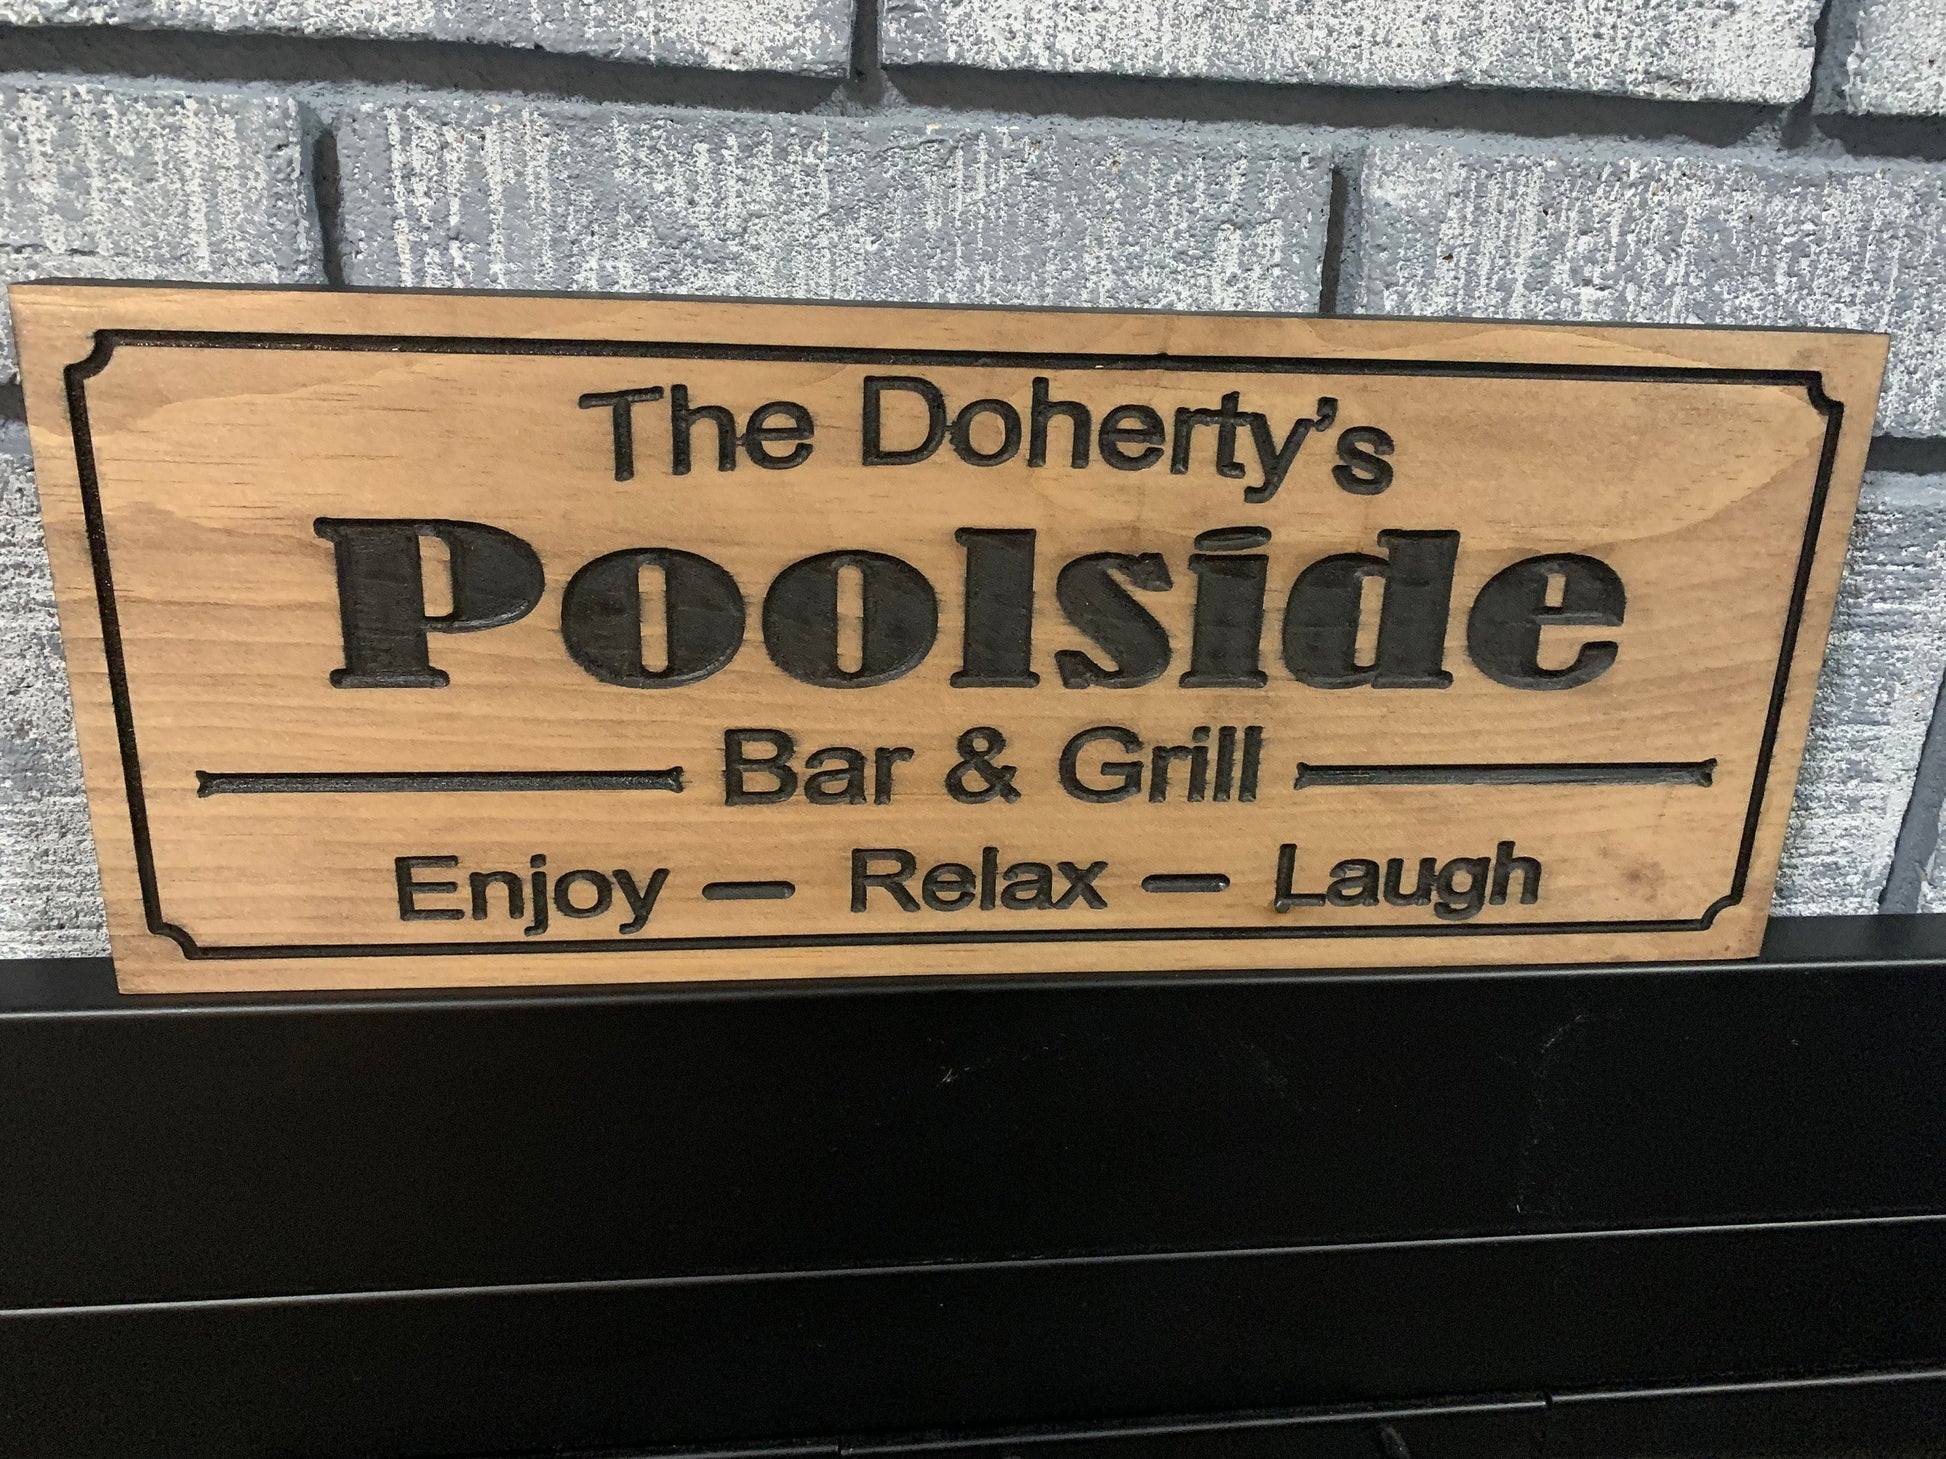 The Doherty's
Poolside
Bar & Grill
Enjoy — Relax — Laugh